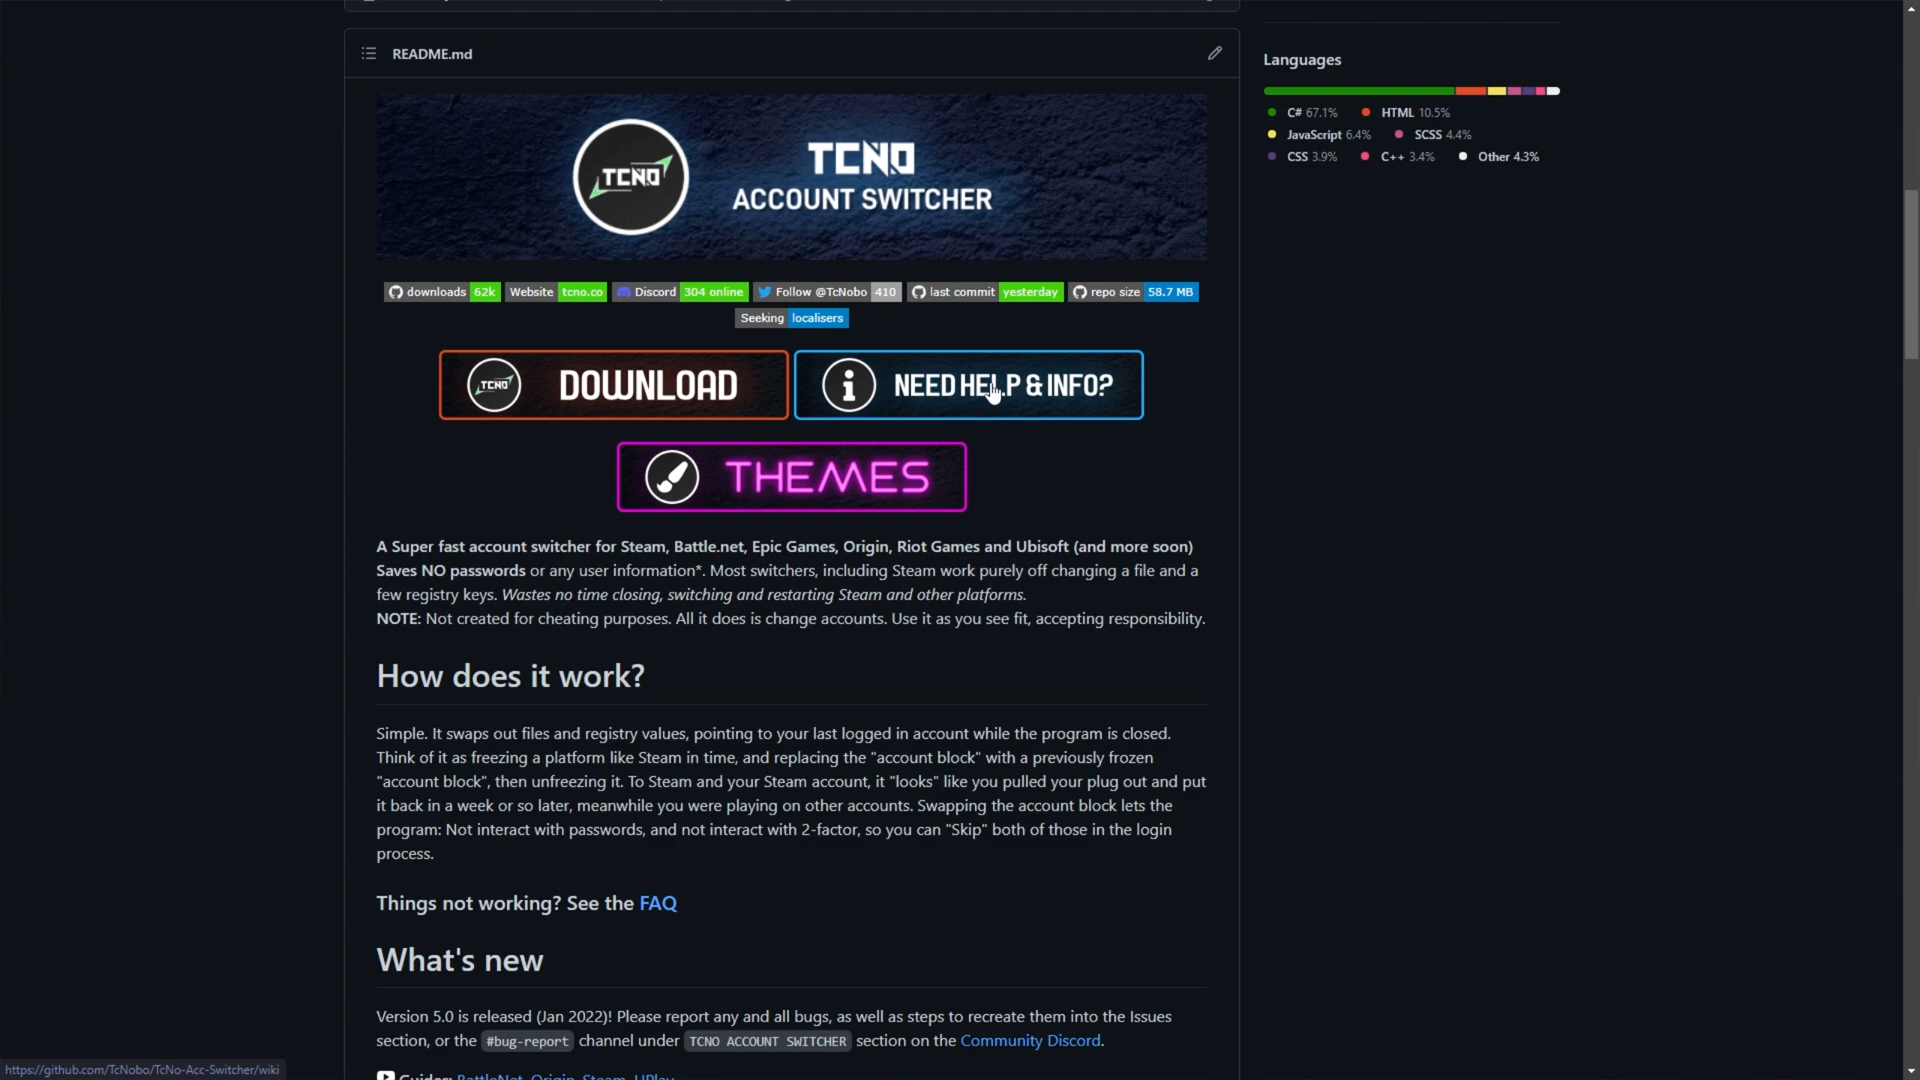 README.md
TCNO
TCNO
ACCOUNT SWITCHER
downloads 62k Website tcno.co Discord 304 online Follow @TcNobo 410 last commit yesterday repo size 58.7 MB
Seeking localisers
TCNO DOWNLOAD
NEED HELP & INFO?
THEMES
A Super fast account switcher for Steam, Battle.net, Epic Games, Origin, Riot Games and Ubisoft (and more soon)
Saves NO passwords or any user information*. Most switchers, including Steam work purely off changing a file and a
few registry keys. Wastes no time closing, switching and restarting Steam and other platforms.
NOTE: Not created for cheating purposes. All it does is change accounts. Use it as you see fit, accepting responsibility.
How does it work?
Simple. It swaps out files and registry values, pointing to your last logged in account while the program is closed.
Think of it as freezing a platform like Steam in time, and replacing the "account block" with a previously frozen
"account block", then unfreezing it. To Steam and your Steam account, it "looks" like you pulled your plug out and put
it back in a week or so later, meanwhile you were playing on other accounts. Swapping the account block lets the
program: Not interact with passwords, and not interact with 2-factor, so you can "Skip" both of those in the login
process.
Things not working? See the FAQ
What's new
Version 5.0 is released (Jan 2022)! Please report any and all bugs, as well as steps to recreate them into the Issues
section, or the #bug-report channel under TCNO ACCOUNT SWITCHER section on the Community Discord.
Guides: BattleNet, Origin, Steam, UPlay
Languages
C# 67.1% HTML 10.5%
JavaScript 6.4% SCSS 4.4%
CSS 3.9% C++ 3.4% Other 4.3%
https://github.com/TcNobo/TcNo-Acc-Switcher/wiki